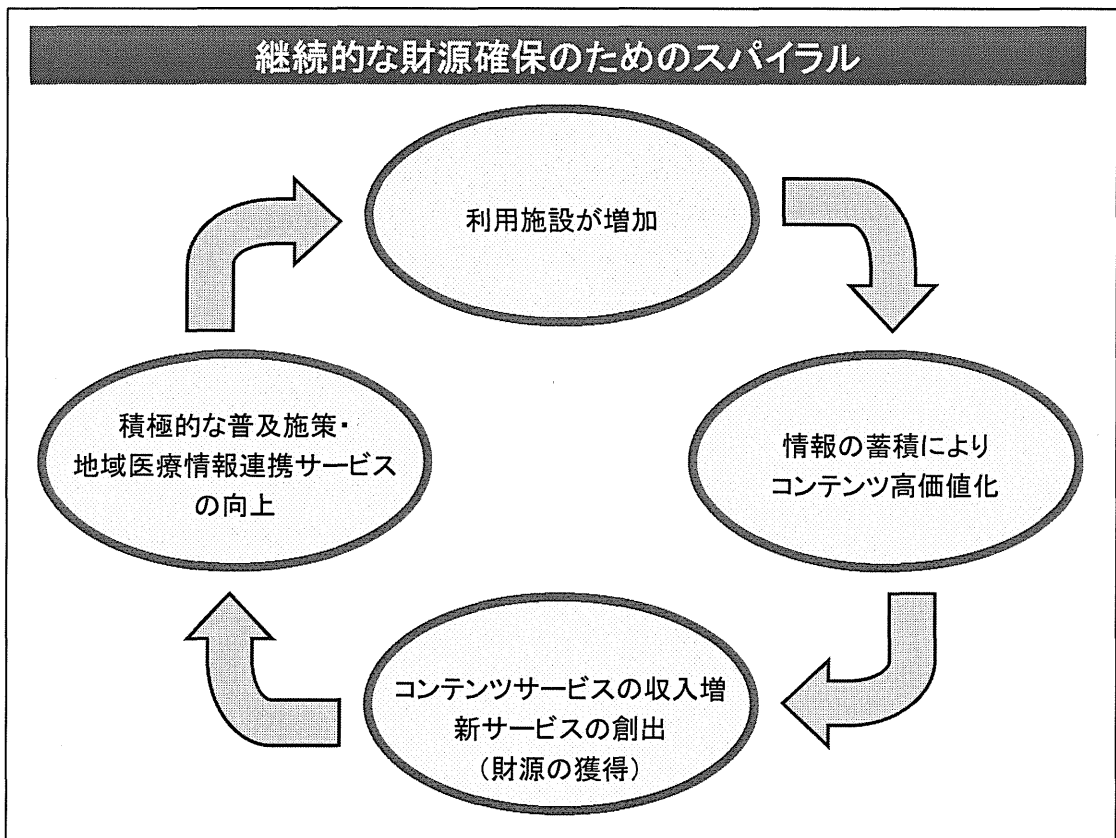 継続的な財源確保のためのスパイラル
利用施設が増加
情報の蓄積により
コンテンツ高価値化
コンテンツサービスの収入増
新サービスの創出
（財源の獲得）
積極的な普及施策・
地域医療情報連携サービス
の向上